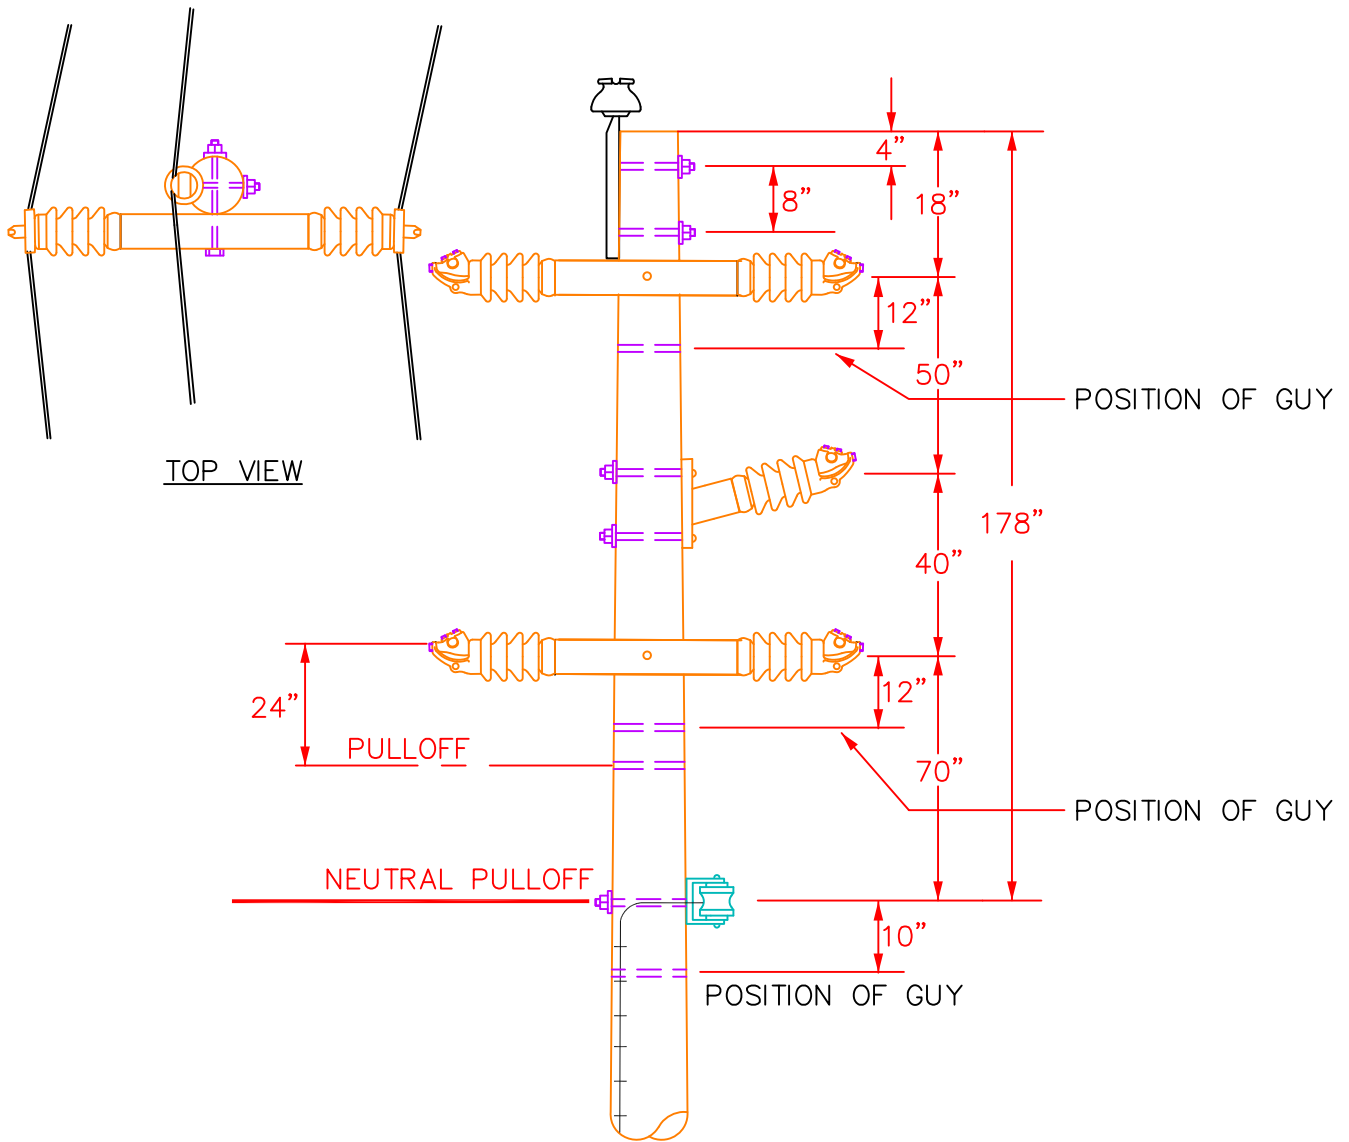 4”
8”
18”
12”
50”
POSITION OF GUY
TOP VIEW
178”
40”
24”
12”
PULLOFF
70”
POSITION OF GUY
NEUTRAL PULLOFF
10”
POSITION OF GUY